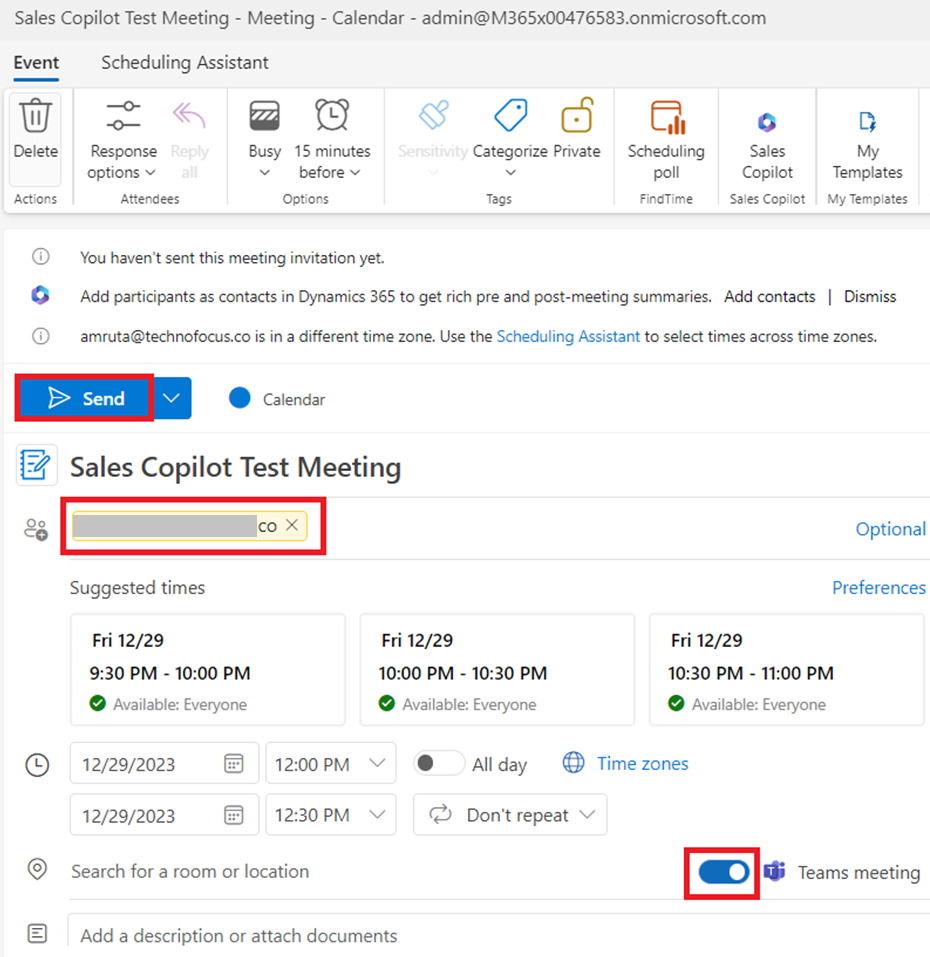 Sales Copilot Test Meeting - Meeting - Calendar - admin@M365x00476583.onmicrosoft.com
Event Scheduling Assistant
Delete Response options Reply all Busy 15 minutes before Sensitivity Categorize Private Scheduling poll Sales Copilot My Templates
Actions Attendees Options Tags FindTime Sales Copilot My Templates
You haven't sent this meeting invitation yet.
Add participants as contacts in Dynamics 365 to get rich pre and post-meeting summaries. Add contacts | Dismiss
amruta@technofocus.co is in a different time zone. Use the Scheduling Assistant to select times across time zones.
Send Calendar
Sales Copilot Test Meeting
co Optional
Suggested times Preferences
Fri 12/29 Fri 12/29 Fri 12/29
9:30 PM - 10:00 PM 10:00 PM - 10:30 PM 10:30 PM - 11:00 PM
Available: Everyone Available: Everyone Available: Everyone
12/29/2023 12:00 PM All day Time zones
12/29/2023 12:30 PM Don't repeat
Search for a room or location Teams meeting
Add a description or attach documents